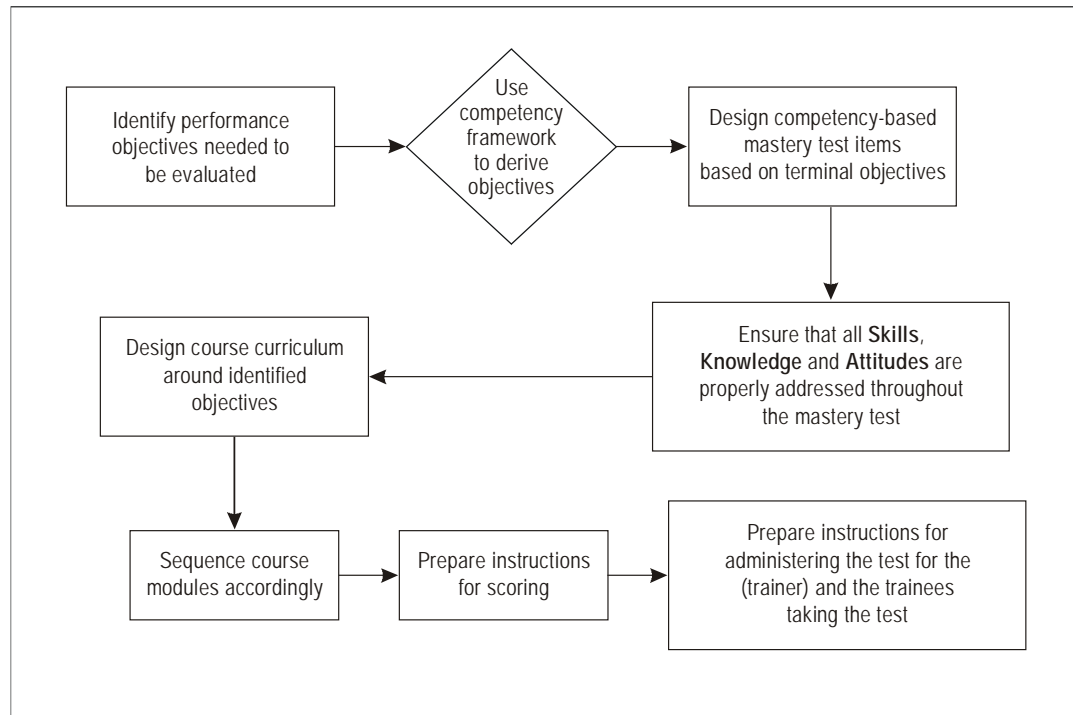 Identify performance
objectives needed to
be evaluated
Use
competency
framework
to derive
objectives
Design competency-based
mastery test items
based on terminal objectives
Ensure that all Skills,
Knowledge and Attitudes are
properly addressed throughout
the mastery test
Design course curriculum
around identified
objectives
Sequence course
modules accordingly
Prepare instructions
for scoring
Prepare instructions for
administering the test for the
(trainer) and the trainees
taking the test